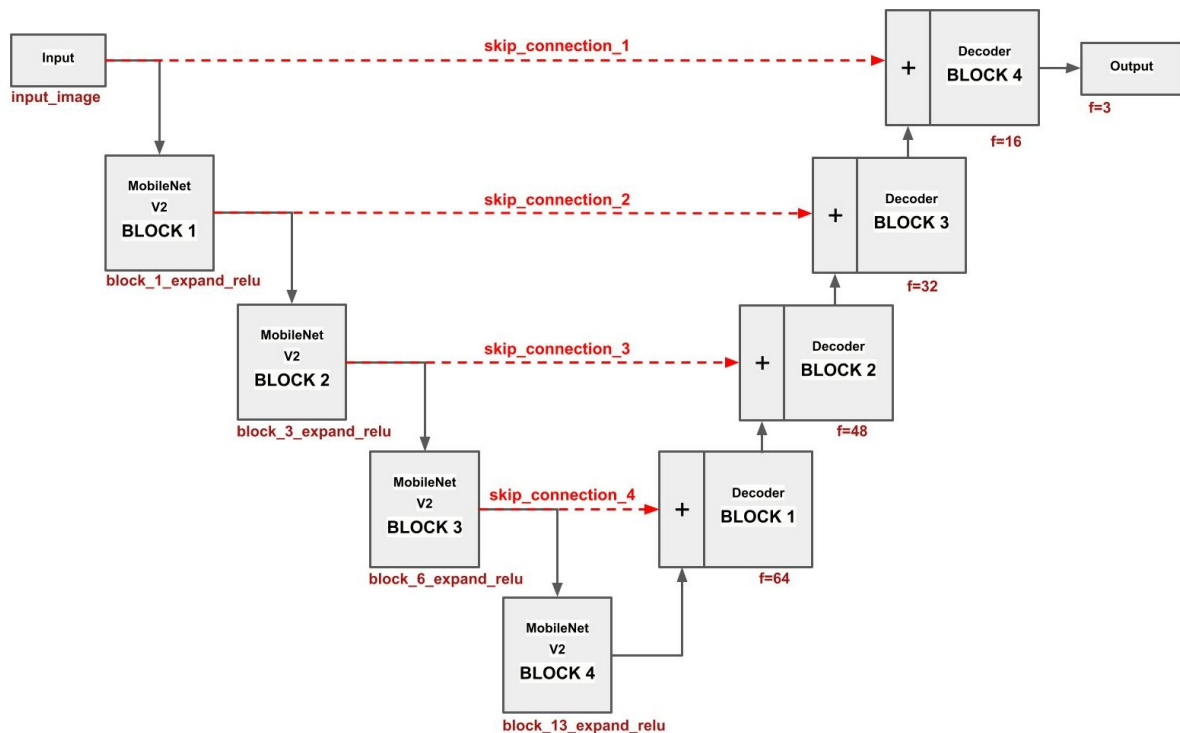 Input
input_image
skip_connection_1
+
Decoder
BLOCK 4
f=16
Output
f=3
MobileNet
V2
BLOCK 1
block_1_expand_relu
skip_connection_2
+
Decoder
BLOCK 3
f=32
MobileNet
V2
BLOCK 2
block_3_expand_relu
skip_connection_3
+
Decoder
BLOCK 2
f=48
MobileNet
V2
BLOCK 3
block_6_expand_relu
skip_connection_4
+
Decoder
BLOCK 1
f=64
MobileNet
V2
BLOCK 4
block_13_expand_relu